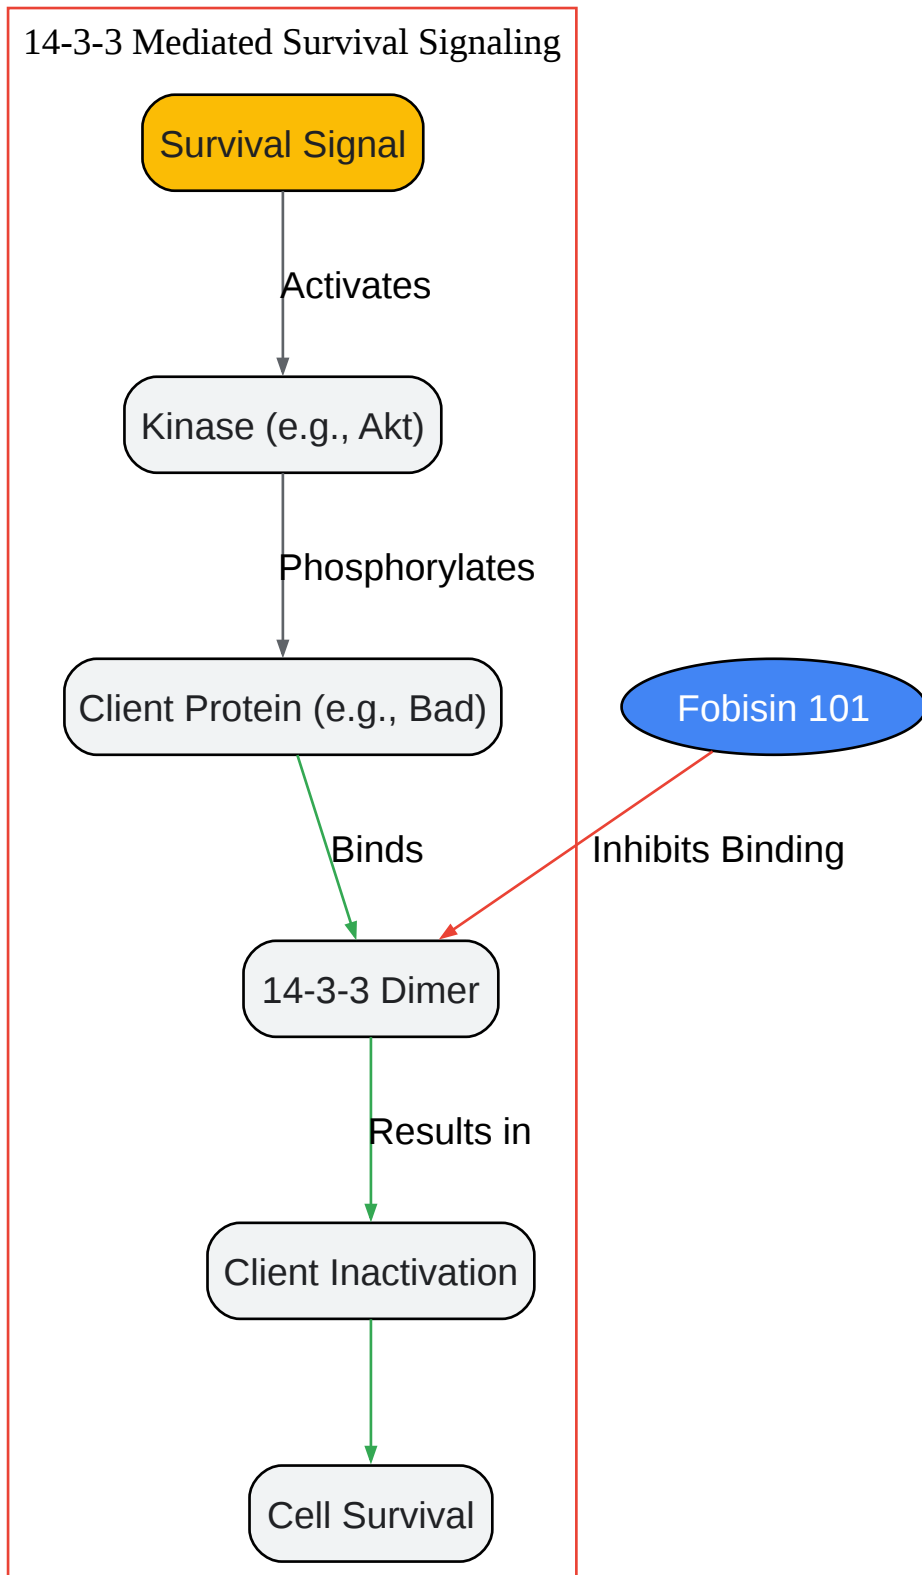 14-3-3 Mediated Survival Signaling
Survival Signal
Activates
Kinase (e.g., Akt)
Phosphorylates
Client Protein (e.g., Bad)
Fobisin 101
Binds
Inhibits Binding
14-3-3 Dimer
Results in
Client Inactivation
Cell Survival